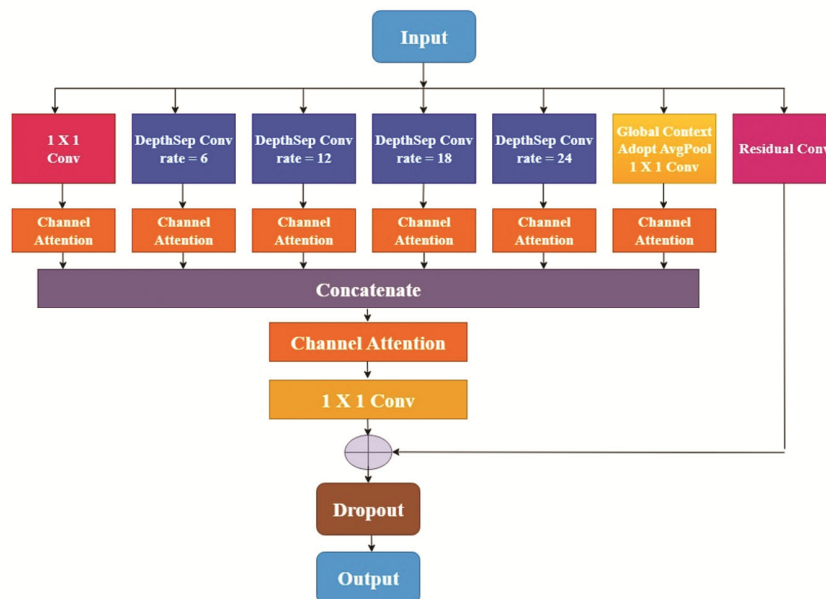 Input
1 X 1
Conv
DepthSep Conv
rate = 6
DepthSep Conv
rate = 12
DepthSep Conv
rate = 18
DepthSep Conv
rate = 24
Global Context
Adopt AvgPool
1 X 1 Conv
Residual Conv
Channel
Attention
Channel
Attention
Channel
Attention
Channel
Attention
Channel
Attention
Channel
Attention
Concatenate
Channel Attention
1 X 1 Conv
Dropout
Output